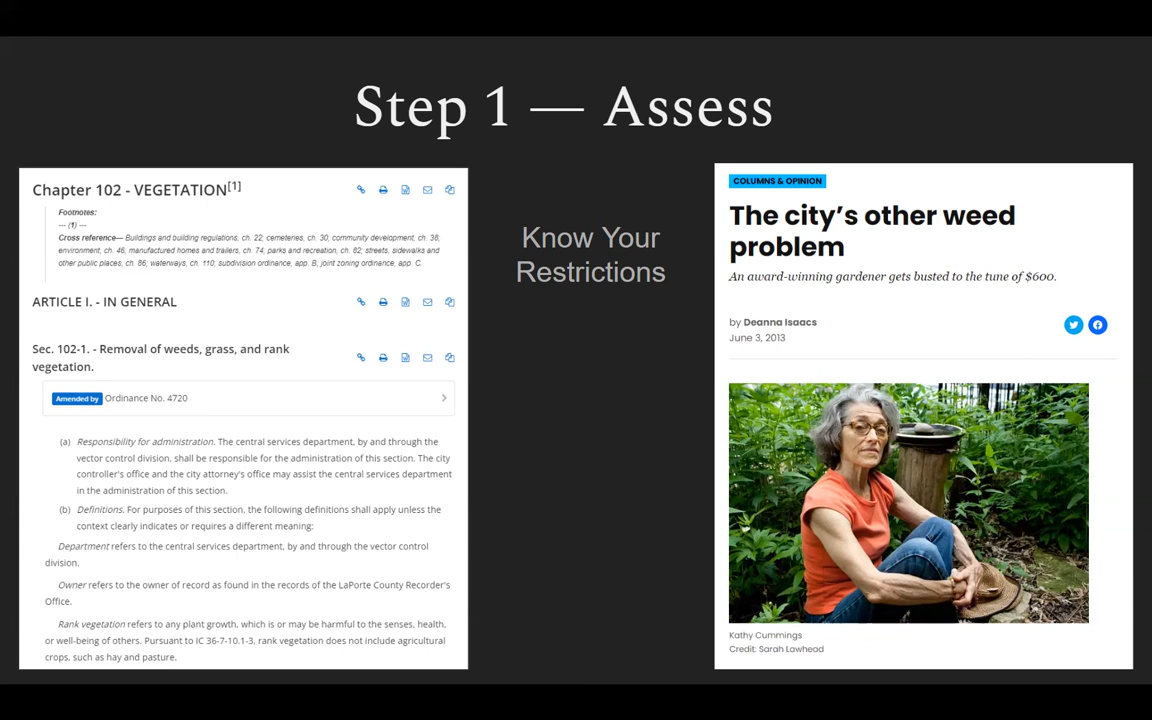 Step 1 — Assess
Chapter 102 - VEGETATION[1]
Footnotes:
--- (1) ---
Cross reference— Buildings and building regulations, ch. 22; cemeteries, ch. 30; community development, ch. 38;
environment, ch. 46, manufactured homes and trailers, ch. 74; parks and recreation, ch. 82; streets, sidewalks and
other public places, ch. 86; waterways, ch. 110; subdivision ordinance, app. B; joint zoning ordinance, app. C.
ARTICLE I. - IN GENERAL
Sec. 102-1. - Removal of weeds, grass, and rank
vegetation.
Amended by Ordinance No. 4720
(a) Responsibility for administration. The central services department, by and through the
vector control division, shall be responsible for the administration of this section. The city
controller's office and the city attorney's office may assist the central services department
in the administration of this section.
(b) Definitions. For purposes of this section, the following definitions shall apply unless the
context clearly indicates or requires a different meaning:
Department refers to the central services department, by and through the vector control
division.
Owner refers to the owner of record as found in the records of the LaPorte County Recorder's
Office.
Rank vegetation refers to any plant growth, which is or may be harmful to the senses, health,
or well-being of others. Pursuant to IC 36-7-10.1-3, rank vegetation does not include agricultural
crops, such as hay and pasture.
Know Your
Restrictions
COLUMNS & OPINION
The city's other weed
problem
An award-winning gardener gets busted to the tune of $600.
by Deanna Isaacs
June 3, 2013
Kathy Cummings
Credit: Sarah Lawhead